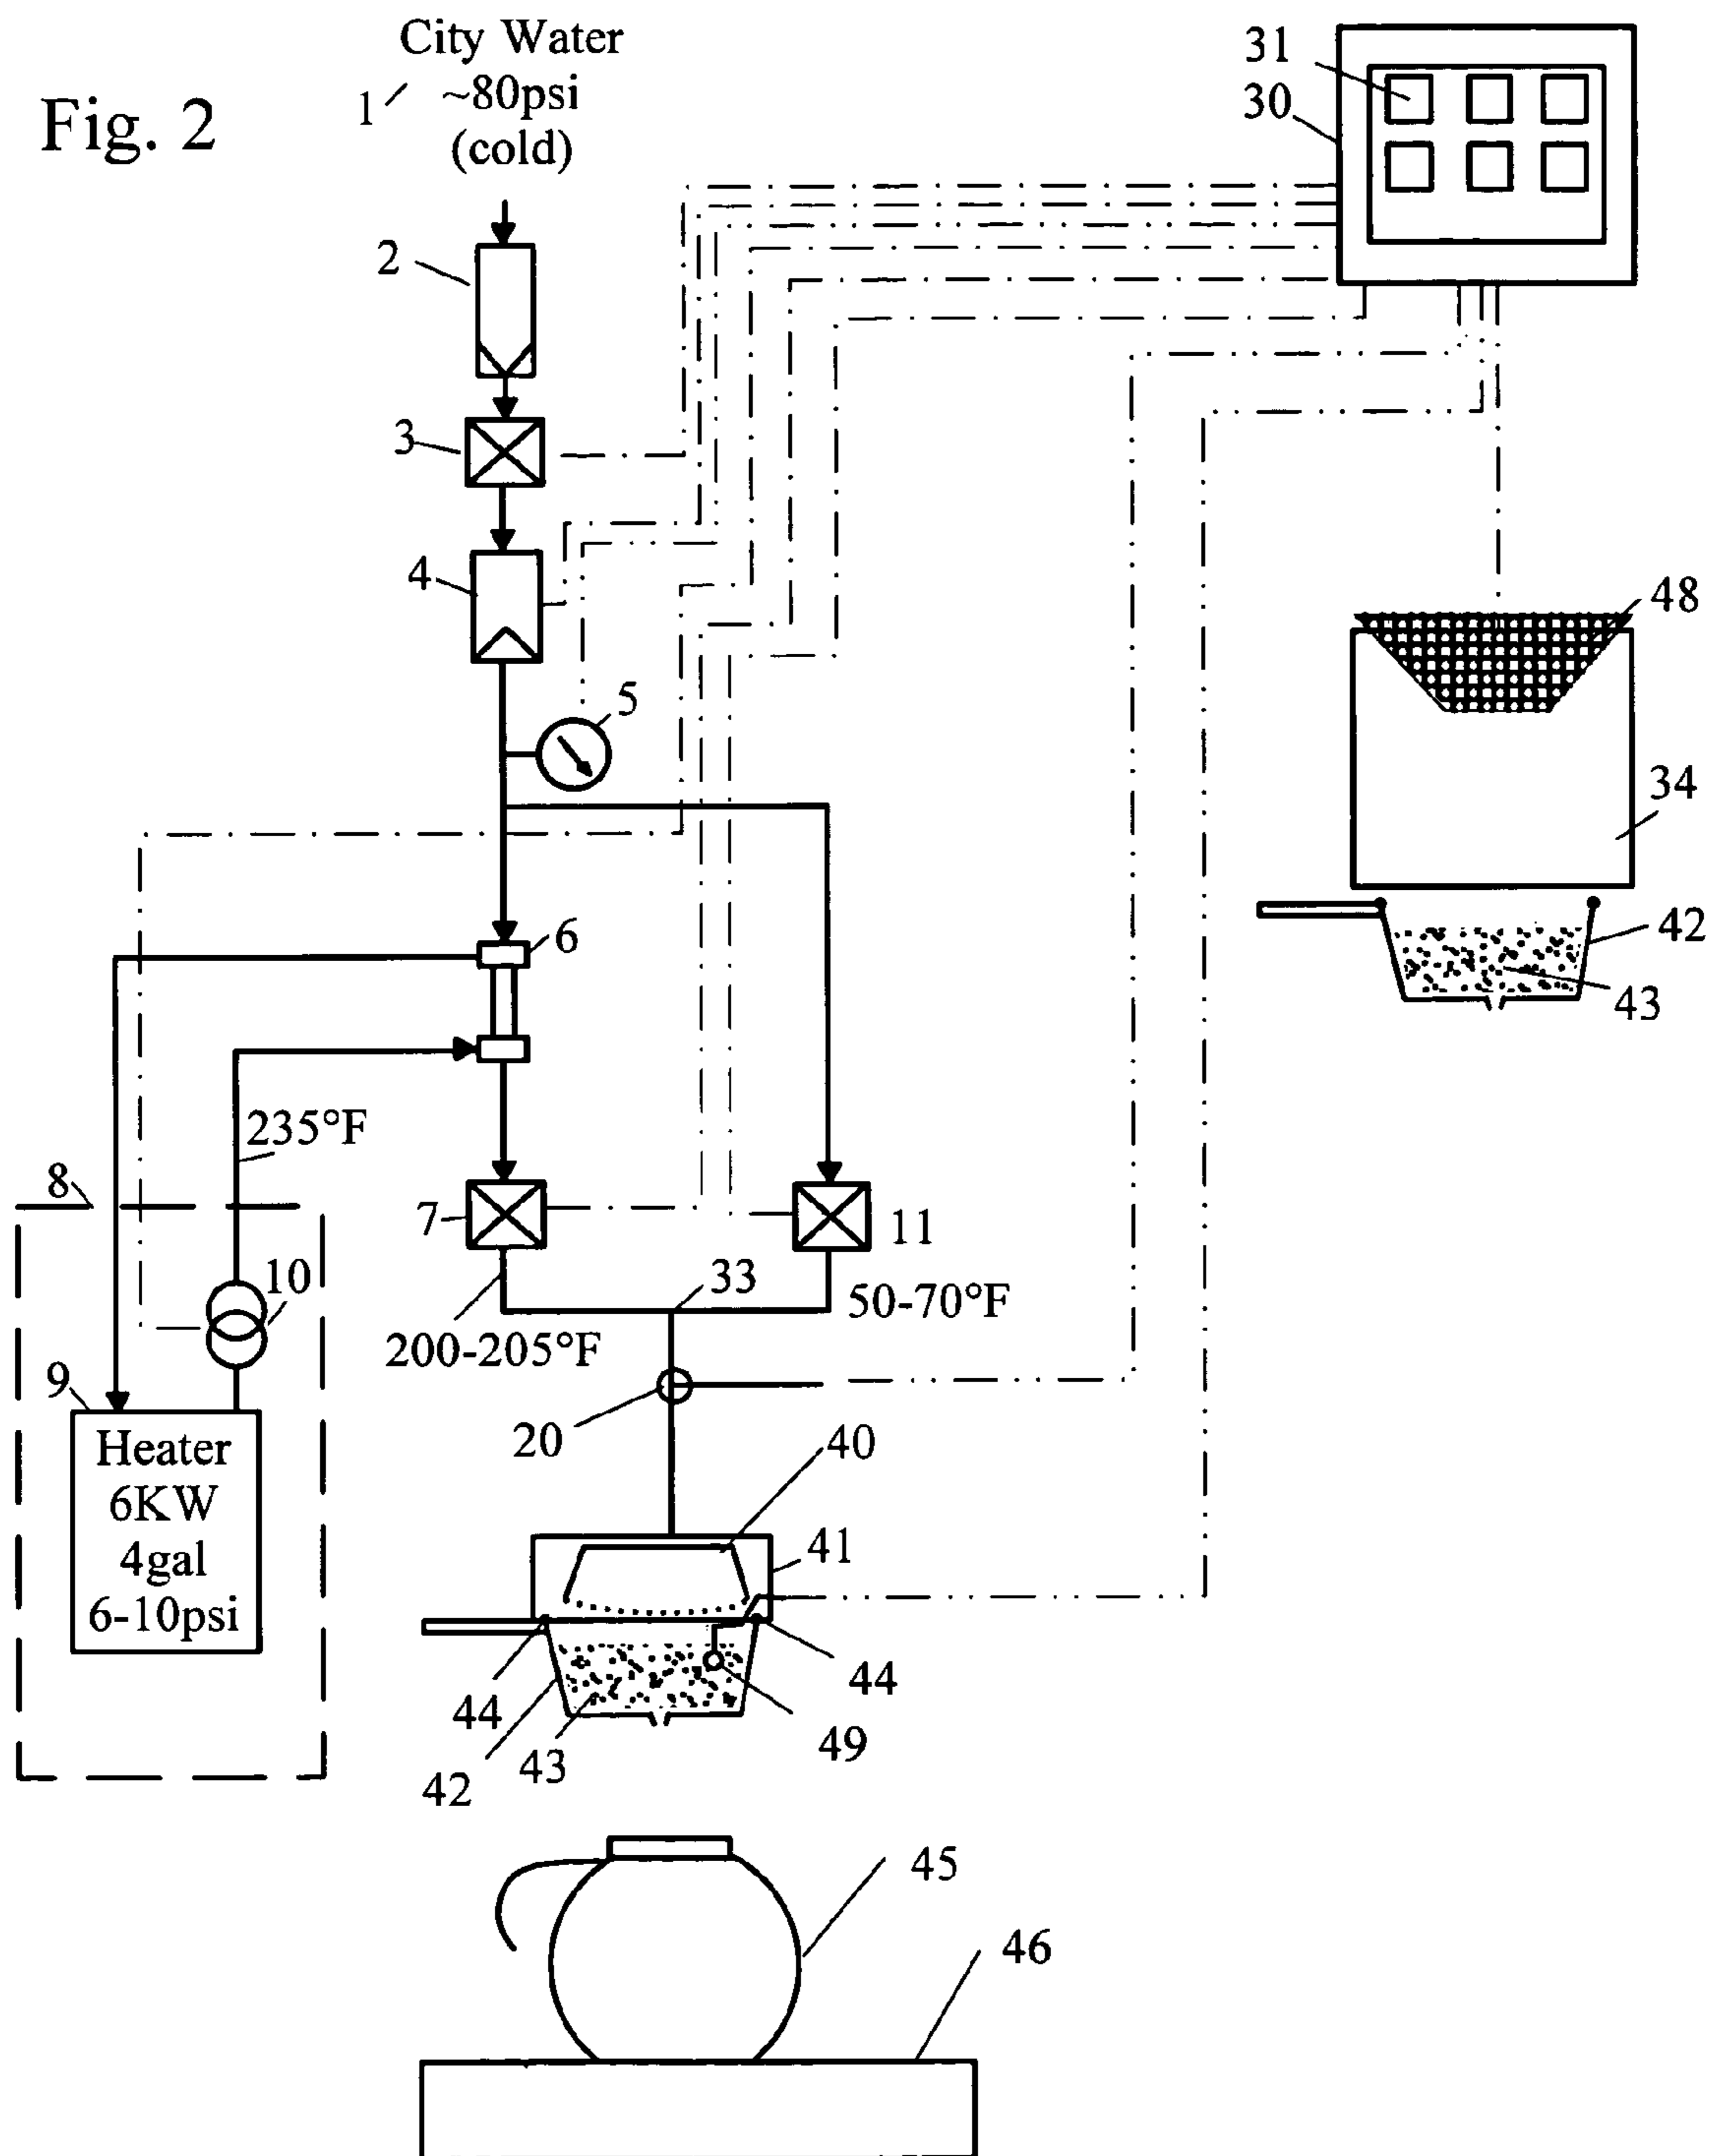 Fig. 2
City Water
~80psi
(cold)
1
31
30
2
3
4
5
48
34
42
43
6
235°F
8
7
11
10
33
50-70°F
200-205°F
9
20
40
Heater
6KW
4gal
6-10psi
41
44
44
49
43
42
45
46